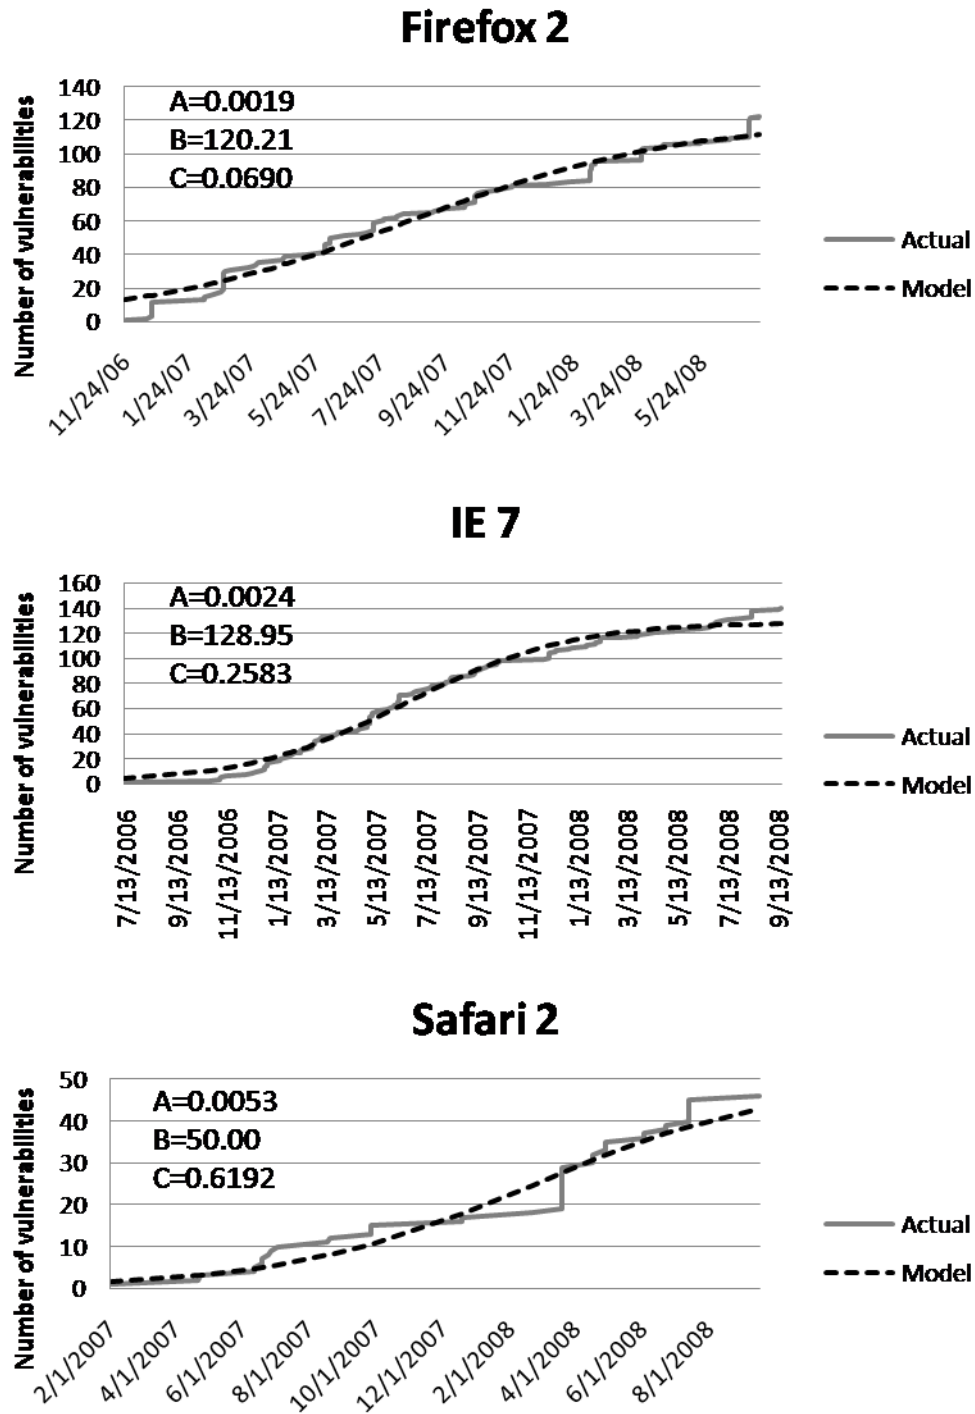 Firefox 2
Number of vulnerabilities
140
120
100
80
60
40
20
0
A=0.0019
B=120.21
C=0.0690
Actual
Model
11/24/06
1/24/07
3/24/07
5/24/07
7/24/07
9/24/07
11/24/07
1/24/08
3/24/08
5/24/08
IE 7
Number of vulnerabilities
160
140
120
100
80
60
40
20
0
A=0.0024
B=128.95
C=0.2583
Actual
Model
7/13/2006
9/13/2006
11/13/2006
1/13/2007
3/13/2007
5/13/2007
7/13/2007
9/13/2007
11/13/2007
1/13/2008
3/13/2008
5/13/2008
7/13/2008
9/13/2008
Safari 2
Number of vulnerabilities
50
40
30
20
10
0
A=0.0053
B=50.00
C=0.6192
Actual
Model
2/1/2007
4/1/2007
6/1/2007
8/1/2007
10/1/2007
12/1/2007
2/1/2008
4/1/2008
6/1/2008
8/1/2008